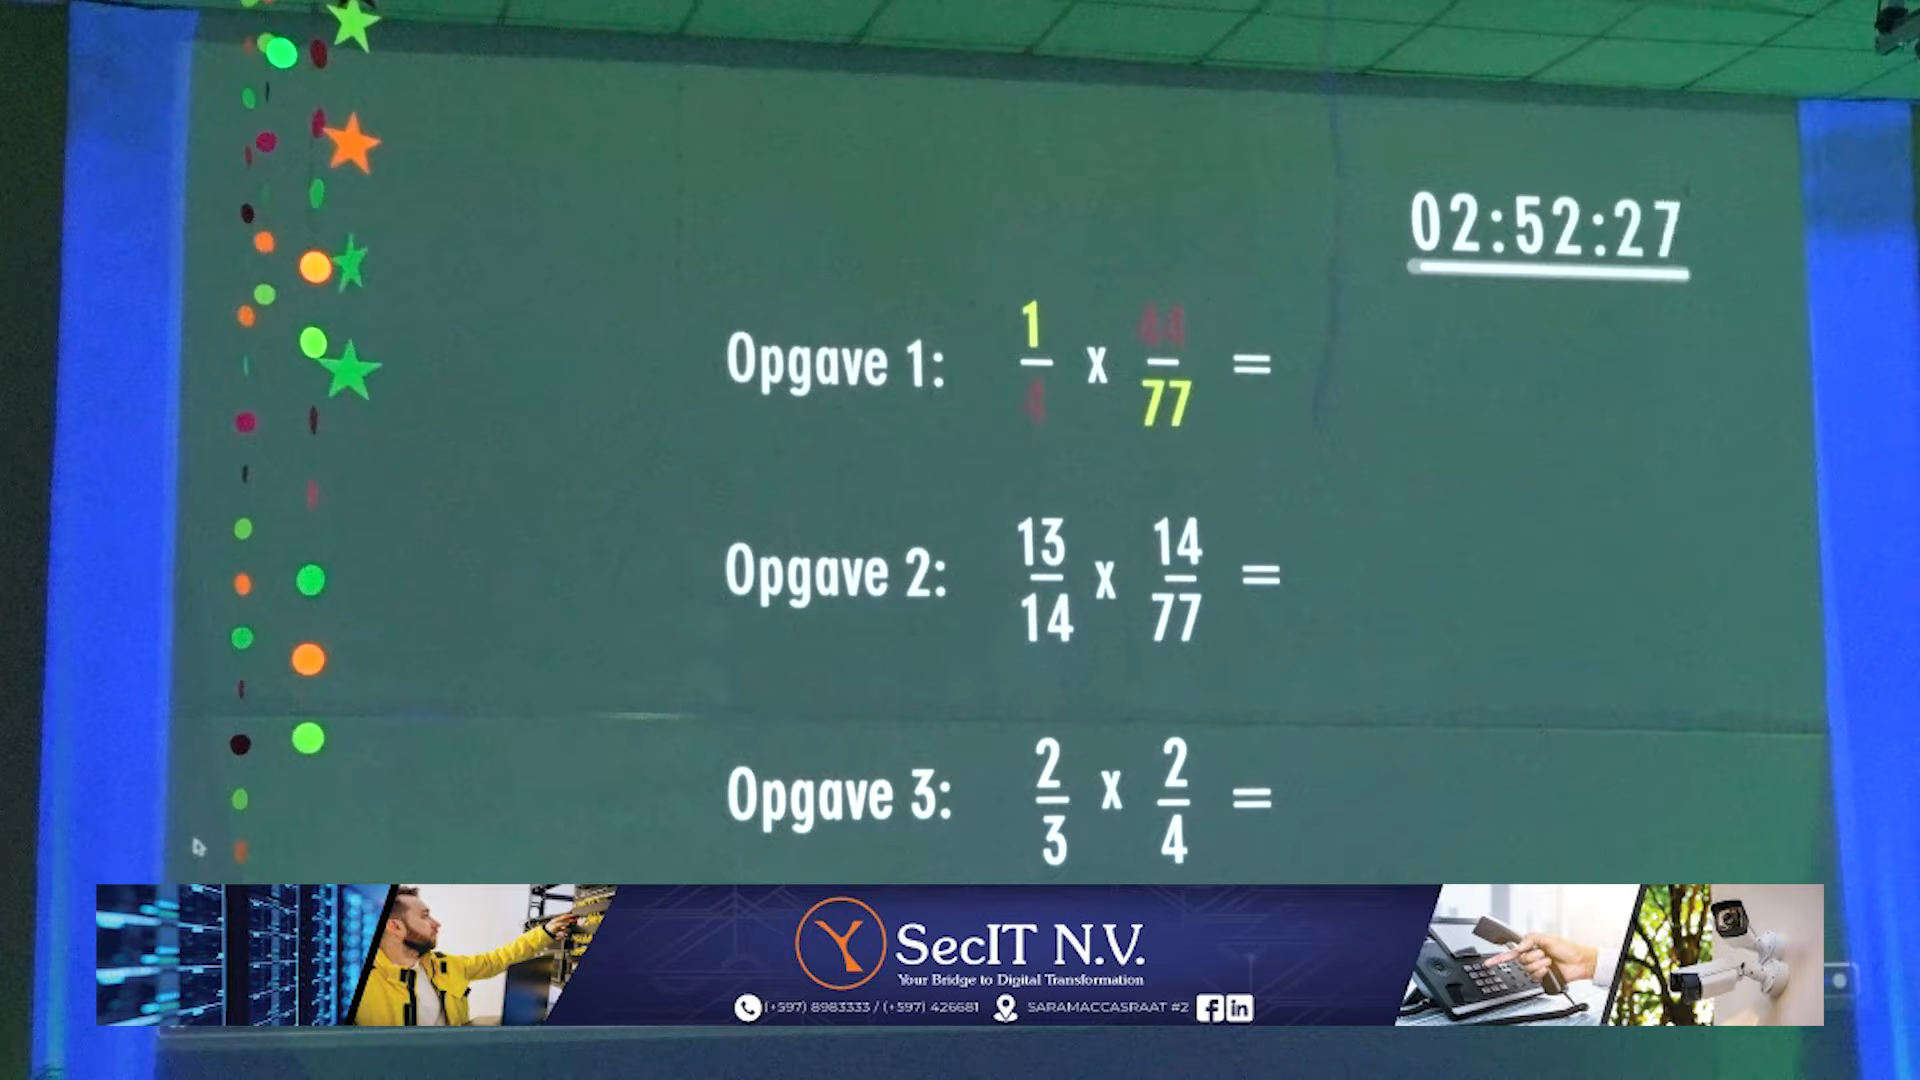 02:52:27
Opgave 1: 1/4 x 44/77 =
Opgave 2: 13/14 x 14/77 =
Opgave 3: 2/3 x 2/4 =
SecIT N.V.
Your Bridge to Digital Transformation
(+597) 8983333 / (+597) 426681 SARAMACCASRAAT #2